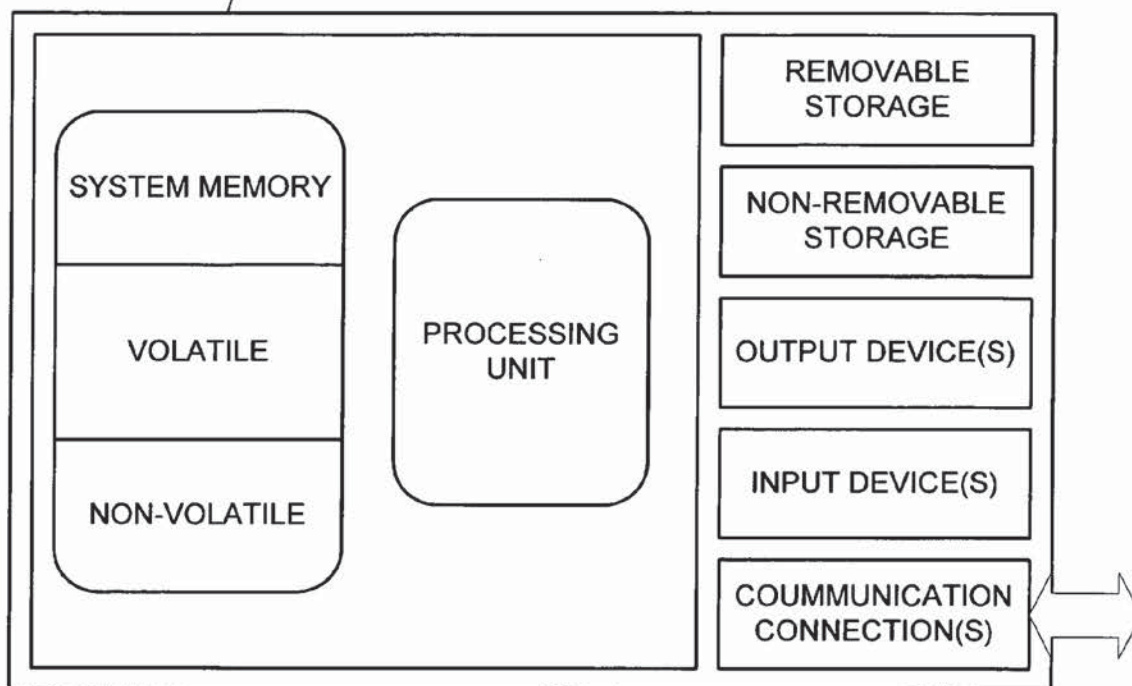 SYSTEM MEMORY
VOLATILE
NON-VOLATILE
PROCESSING
UNIT
REMOVABLE
STORAGE
NON-REMOVABLE
STORAGE
OUTPUT DEVICE(S)
INPUT DEVICE(S)
COUMMUNICATION
CONNECTION(S)